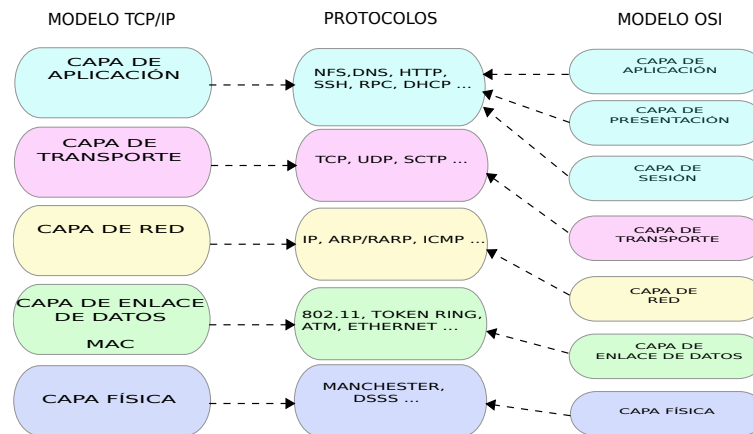 MODELO TCP/IP
PROTOCOLOS
MODELO OSI
CAPA DE
APLICACIÓN
NFS,DNS, HTTP,
SSH, RPC, DHCP ...
CAPA DE
APLICACIÓN
CAPA DE
PRESENTACIÓN
CAPA DE
TRANSPORTE
TCP, UDP, SCTP ...
CAPA DE
SESIÓN
CAPA DE RED
IP, ARP/RARP, ICMP ...
CAPA DE
TRANSPORTE
CAPA DE ENLACE
DE DATOS
MAC
802.11, TOKEN RING,
ATM, ETHERNET ...
CAPA DE
RED
CAPA DE
ENLACE DE DATOS
CAPA FÍSICA
MANCHESTER,
DSSS ...
CAPA FÍSICA